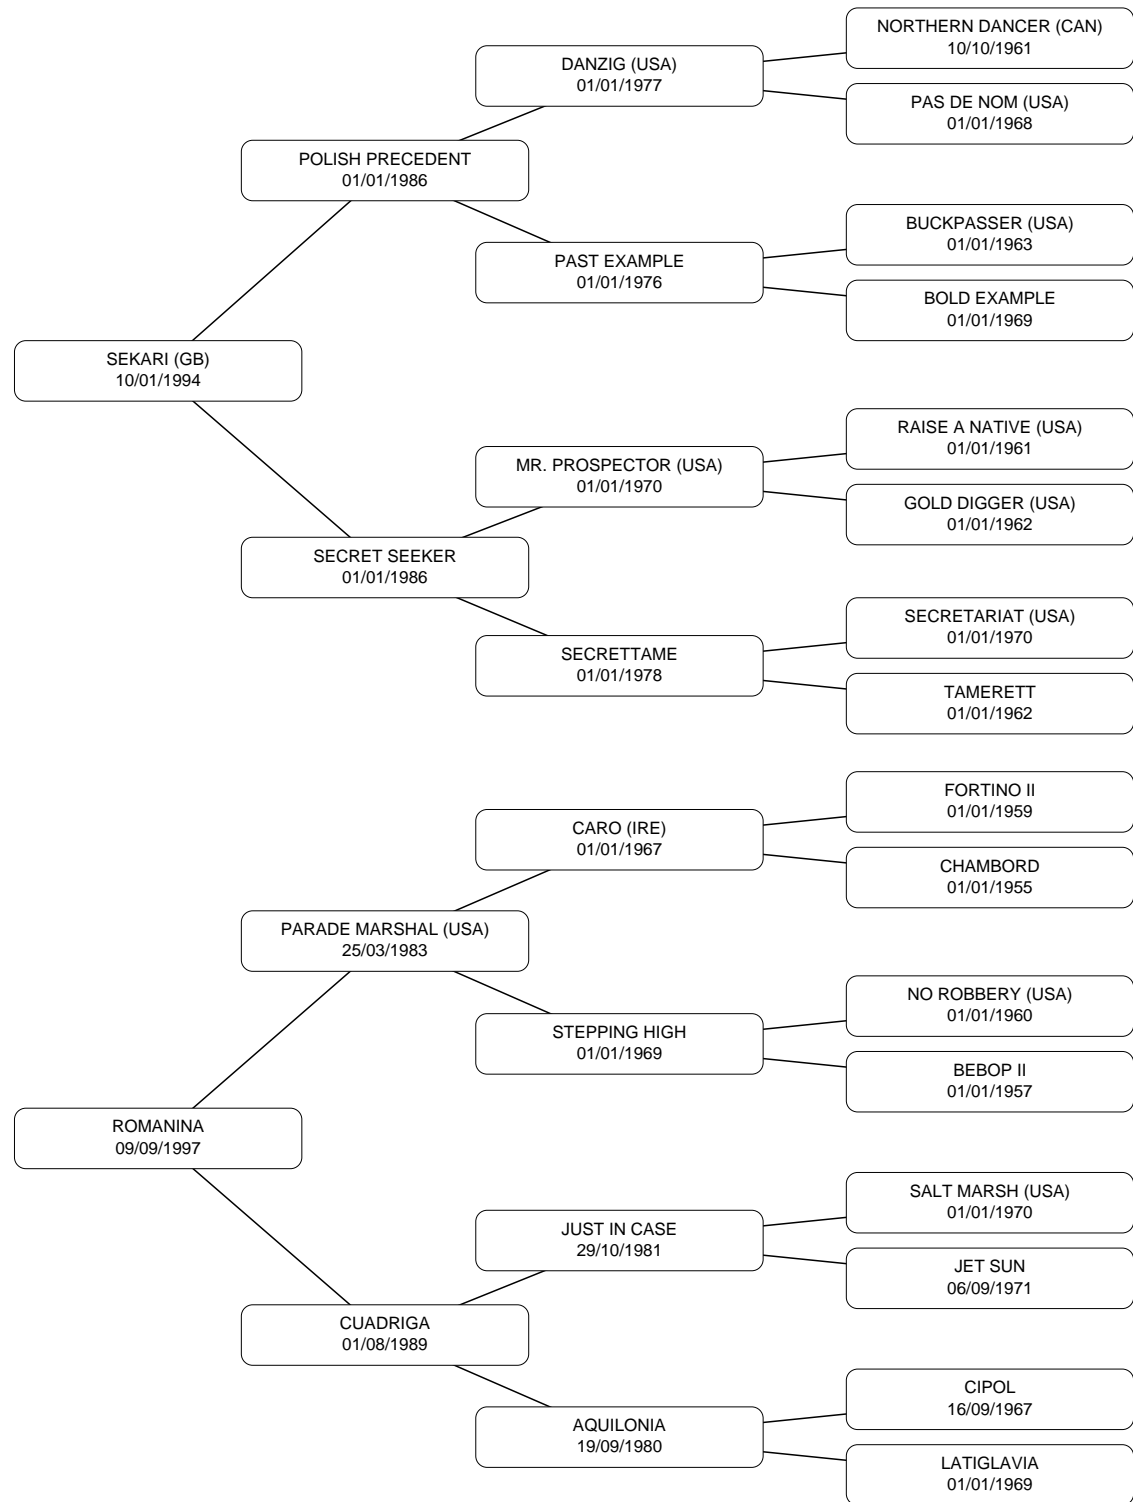 NORTHERN DANCER (CAN)
10/10/1961
DANZIG (USA)
01/01/1977
PAS DE NOM (USA)
01/01/1968
POLISH PRECEDENT
01/01/1986
BUCKPASSER (USA)
01/01/1963
PAST EXAMPLE
01/01/1976
BOLD EXAMPLE
01/01/1969
SEKARI (GB)
10/01/1994
RAISE A NATIVE (USA)
01/01/1961
MR. PROSPECTOR (USA)
01/01/1970
GOLD DIGGER (USA)
01/01/1962
SECRET SEEKER
01/01/1986
SECRETARIAT (USA)
01/01/1970
SECRETTAME
01/01/1978
TAMERETT
01/01/1962
FORTINO II
01/01/1959
CARO (IRE)
01/01/1967
CHAMBORD
01/01/1955
PARADE MARSHAL (USA)
25/03/1983
NO ROBBERY (USA)
01/01/1960
STEPPING HIGH
01/01/1969
BEBOP II
01/01/1957
ROMANINA
09/09/1997
SALT MARSH (USA)
01/01/1970
JUST IN CASE
29/10/1981
JET SUN
06/09/1971
CUADRIGA
01/08/1989
CIPOL
16/09/1967
AQUILONIA
19/09/1980
LATIGLAVIA
01/01/1969